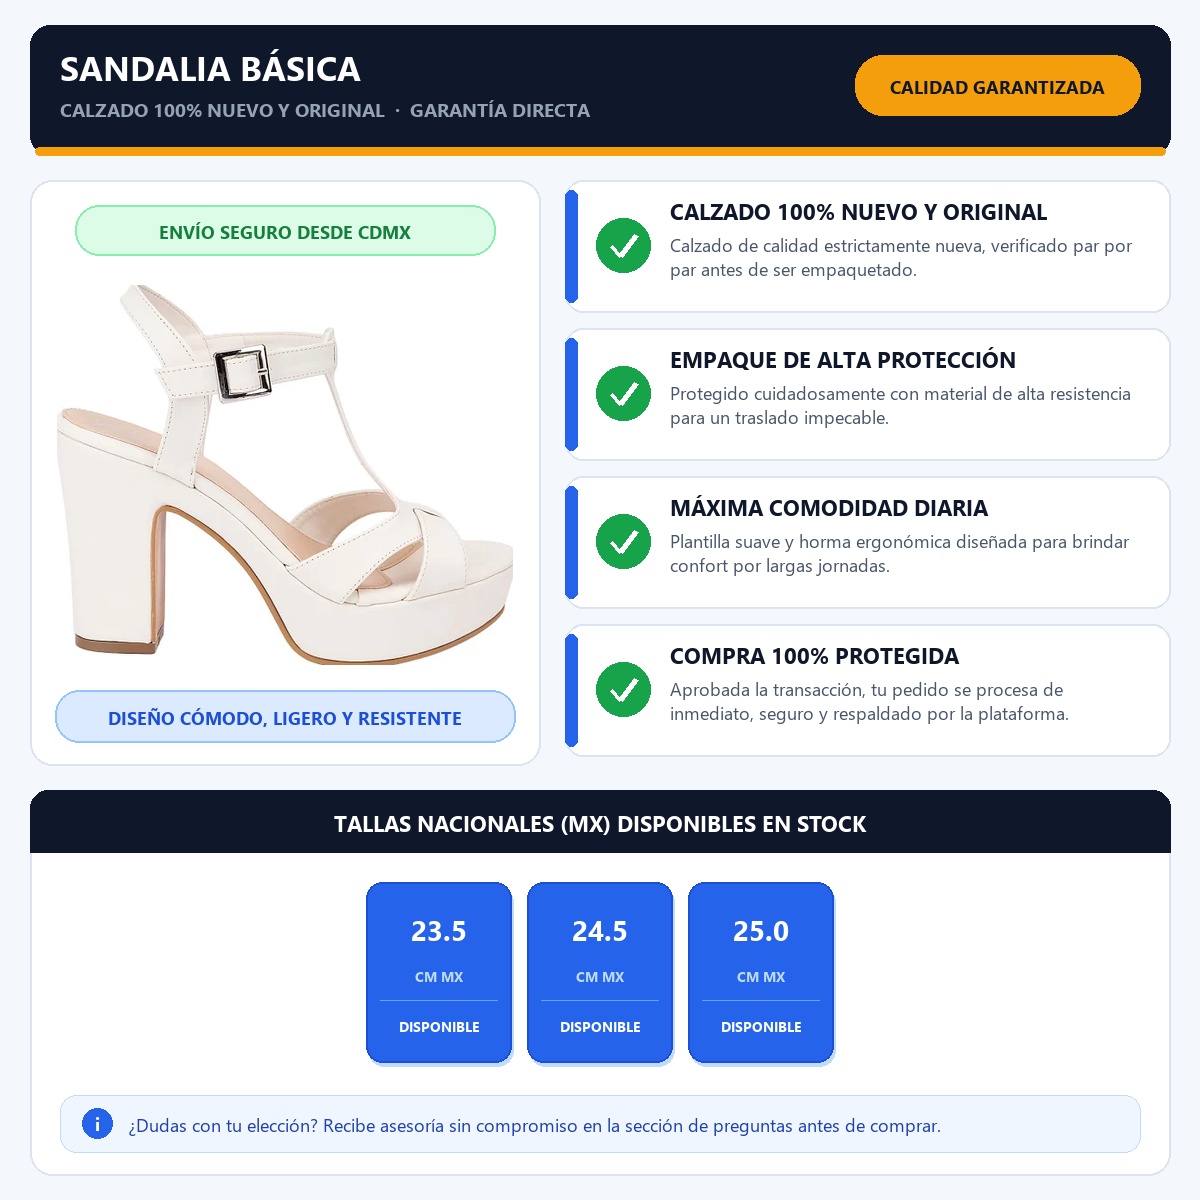 SANDALIA BÁSICA
CALZADO 100% NUEVO Y ORIGINAL · GARANTÍA DIRECTA
CALIDAD GARANTIZADA
ENVÍO SEGURO DESDE CDMX
DISEÑO CÓMODO, LIGERO Y RESISTENTE
CALZADO 100% NUEVO Y ORIGINAL
Calzado de calidad estrictamente nueva, verificado par por
par antes de ser empaquetado.
EMPAQUE DE ALTA PROTECCIÓN
Protegido cuidadosamente con material de alta resistencia
para un traslado impecable.
MÁXIMA COMODIDAD DIARIA
Plantilla suave y horma ergonómica diseñada para brindar
confort por largas jornadas.
COMPRA 100% PROTEGIDA
Aprobada la transacción, tu pedido se procesa de
inmediato, seguro y respaldado por la plataforma.
TALLAS NACIONALES (MX) DISPONIBLES EN STOCK
23.5
CM MX
DISPONIBLE
24.5
CM MX
DISPONIBLE
25.0
CM MX
DISPONIBLE
¿Dudas con tu elección? Recibe asesoría sin compromiso en la sección de preguntas antes de comprar.